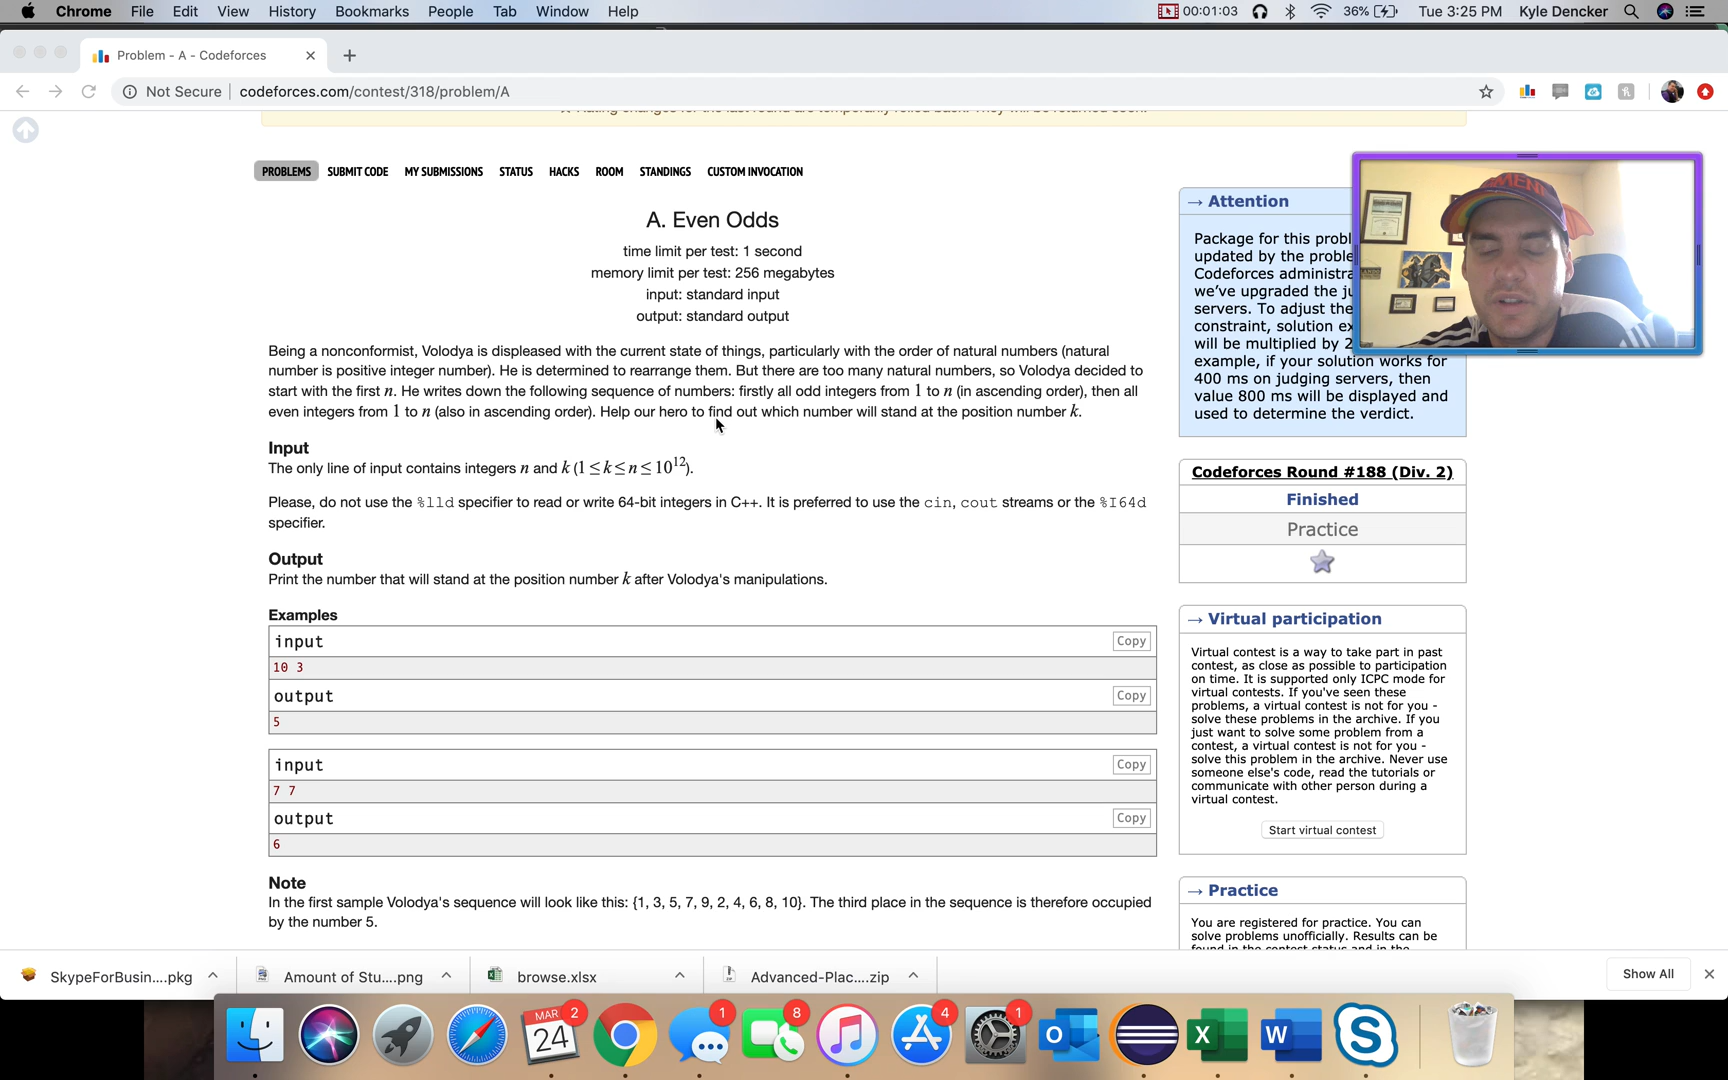 Chrome File Edit View History Bookmarks People Tab Window Help 00:01:03 36% Tue 3:25 PM Kyle Dencker
Problem - A - Codeforces
Not Secure codeforces.com/contest/318/problem/A
PROBLEMS SUBMIT CODE MY SUBMISSIONS STATUS HACKS ROOM STANDINGS CUSTOM INVOCATION
A. Even Odds
time limit per test: 1 second
memory limit per test: 256 megabytes
input: standard input
output: standard output
Being a nonconformist, Volodya is displeased with the current state of things, particularly with the order of natural numbers (natural
number is positive integer number). He is determined to rearrange them. But there are too many natural numbers, so Volodya decided to
start with the first n. He writes down the following sequence of numbers: firstly all odd integers from 1 to n (in ascending order), then all
even integers from 1 to n (also in ascending order). Help our hero to find out which number will stand at the position number k.
Input
The only line of input contains integers n and k (1 ≤ k ≤ n ≤ 10^12).
Please, do not use the %lld specifier to read or write 64-bit integers in C++. It is preferred to use the cin, cout streams or the %I64d
specifier.
Output
Print the number that will stand at the position number k after Volodya's manipulations.
Examples
input Copy
10 3
output Copy
5
input Copy
7 7
output Copy
6
Note
In the first sample Volodya's sequence will look like this: {1, 3, 5, 7, 9, 2, 4, 6, 8, 10}. The third place in the sequence is therefore occupied
by the number 5.
→ Attention
Package for this
updated by the
Codeforces
we've upgraded the
servers. To adjust the
constraint, solution
will be multiplied by 2
example, if your solution works for
400 ms on judging servers, then
value 800 ms will be displayed and
used to determine the verdict.
Codeforces Round #188 (Div. 2)
Finished
Practice
→ Virtual participation
Virtual contest is a way to take part in past
contest, as close as possible to participation
on time. It is supported only ICPC mode for
virtual contests. If you've seen these
problems, a virtual contest is not for you -
solve these problems in the archive. If you
just want to solve some problem from a
contest, a virtual contest is not for you -
solve this problem in the archive. Never use
someone else's code, read the tutorials or
communicate with other person during a
virtual contest.
Start virtual contest
→ Practice
You are registered for practice. You can
solve problems unofficially. Results can be
found in the contest status and in the
SkypeForBusin....pkg Amount of Stu....png browse.xlsx Advanced-Plac....zip Show All
MAR 24 2 1 8 4 1